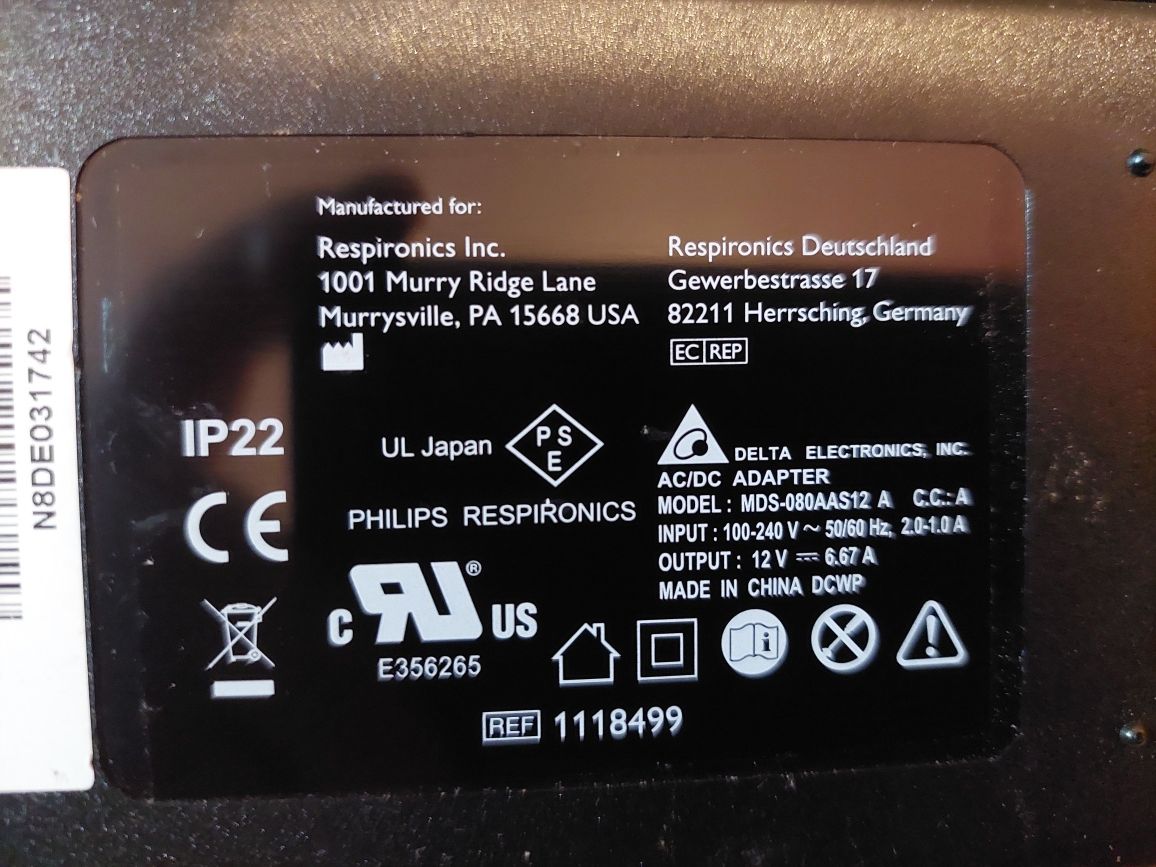 Manufactured for:
Respironics Inc.
1001 Murry Ridge Lane
Murrysville, PA 15668 USA
Respironics Deutschland
Gewerbestrasse 17
82211 Herrsching, Germany
EC REP
N8DE031742
IP22
CE
UL Japan
PS
E
PHILIPS RESPIRONICS
DELTA ELECTRONICS, INC.
AC/DC ADAPTER
MODEL : MDS-080AAS12 A C.C.: A
INPUT : 100-240 V ~ 50/60 Hz, 2.0-1.0 A
OUTPUT : 12 V ⎓ 6.67 A
MADE IN CHINA DCWP
C RU ® US
E356265
i
REF 1118499